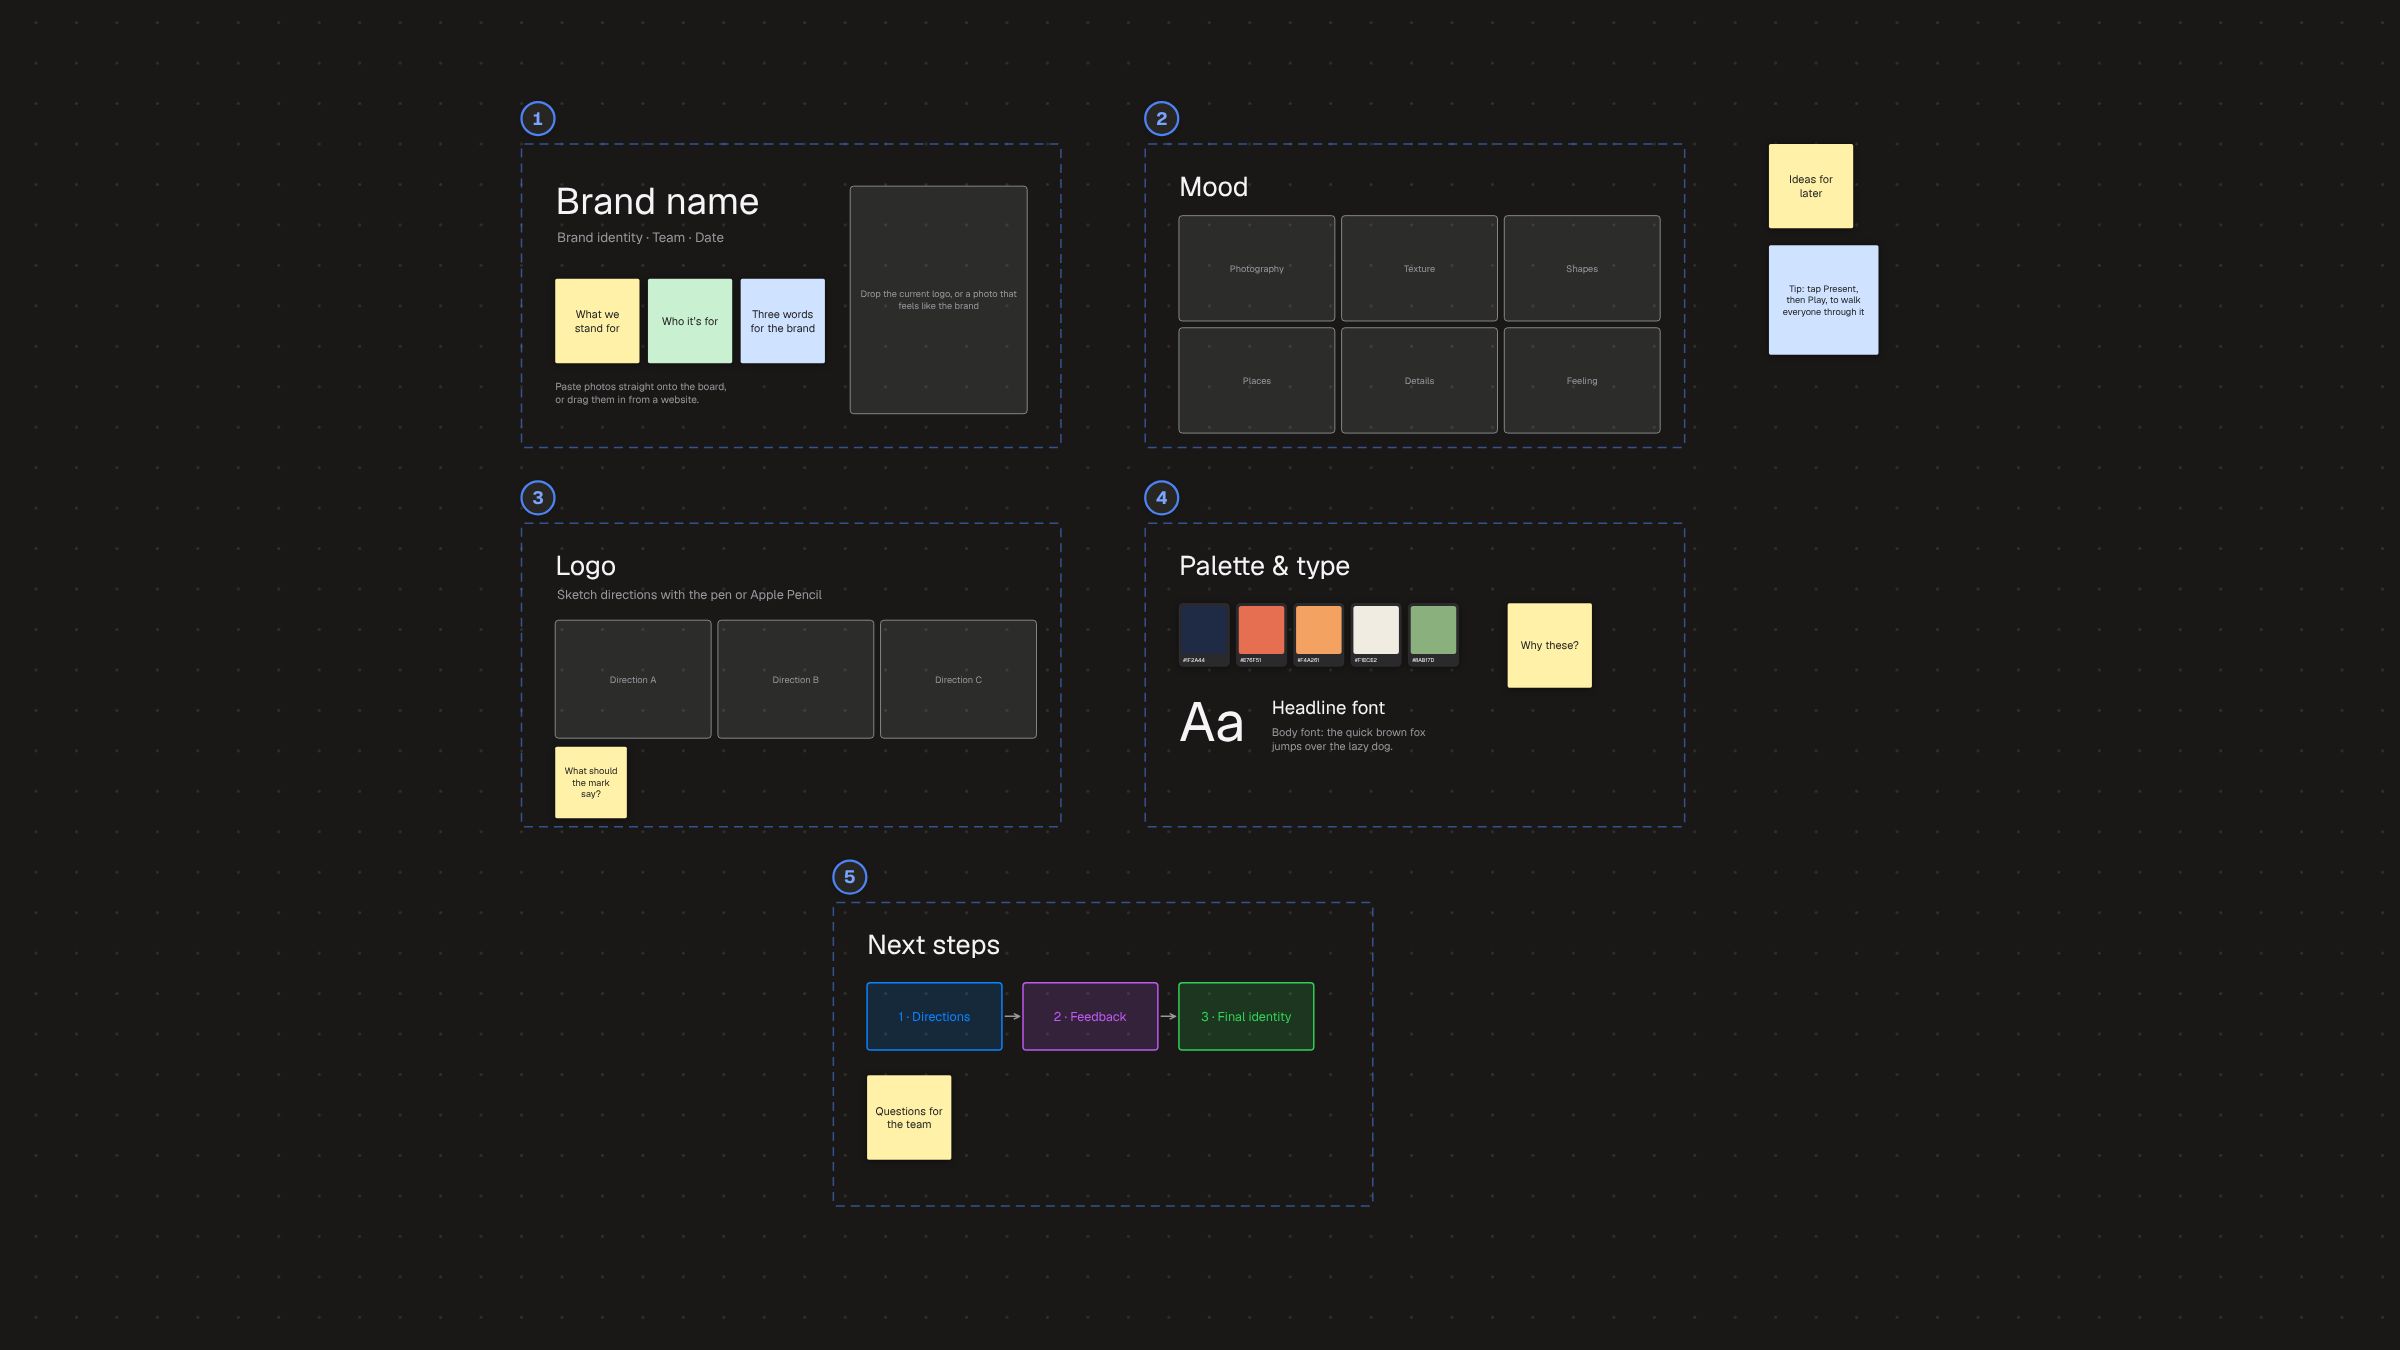 1
Brand name
Brand identity · Team · Date
What we
stand for
Who it's for
Three words
for the brand
Paste photos straight onto the board,
or drag them in from a website.
Drop the current logo, or a photo that
feels like the brand
2
Mood
Photography
Texture
Shapes
Places
Details
Feeling
Ideas for
later
Tip: tap Present,
then Play, to walk
everyone through it
3
Logo
Sketch directions with the pen or Apple Pencil
Direction A
Direction B
Direction C
What should
the mark
say?
4
Palette & type
#1F2A44
#E76F51
#F4A261
#F1ECE2
#8AB17D
Why these?
Aa
Headline font
Body font: the quick brown fox
jumps over the lazy dog.
5
Next steps
1 · Directions
2 · Feedback
3 · Final identity
Questions for
the team